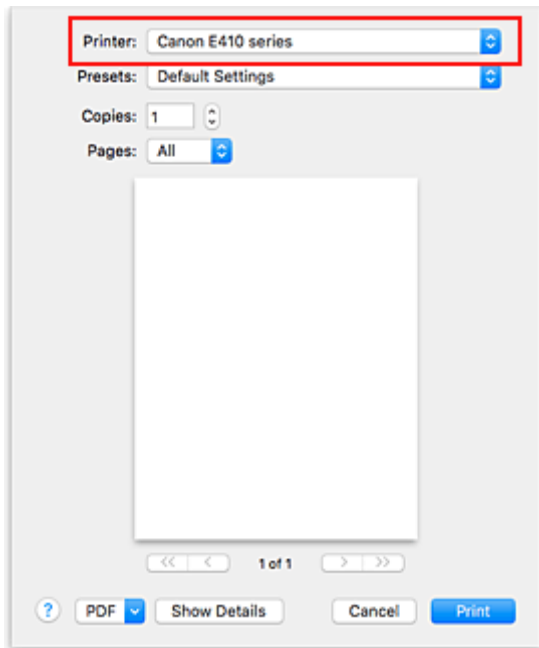 Printer: Canon E410 series
Presets: Default Settings
Copies: 1
Pages: All
<< < 1 of 1 > >>
? PDF Show Details Cancel Print